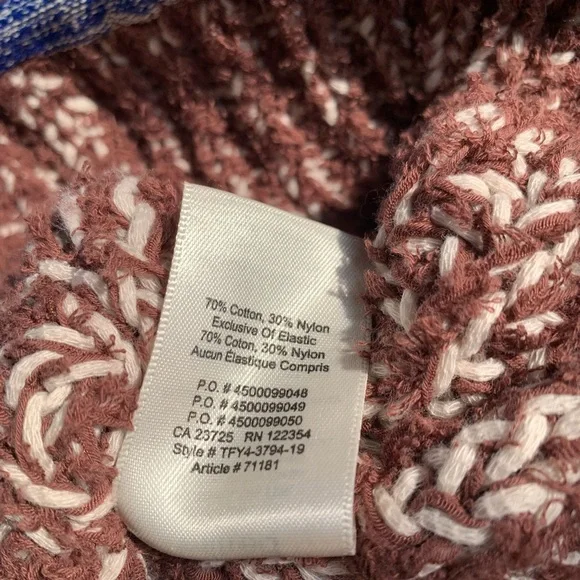 70% Cotton, 30% Nylon
Exclusive Of Elastic
70% Coton, 30% Nylon
Aucun Élastique Compris
P.O. # 4500099048
P.O. # 4500099049
P.O. # 4500099050
CA 23725 RN 122354
Style # TFY4-3794-19
Article # 71181